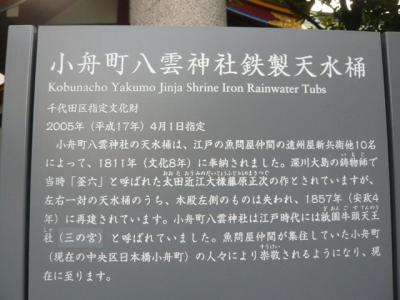 小舟町八雲神社鉄製天水桶
Kobunacho Yakumo Jinja Shrine Iron Rainwater Tubs
千代田区指定文化財
2005年（平成17年）4月1日指定
小舟町八雲神社の天水桶は、江戸の魚問屋仲間の遠州屋新兵衛他10名
によって、1811年（文化8年）に奉納されました。深川大島の鋳物師で
当時「釜六」と呼ばれた太田近江大掾藤原正次の作とされていますが、
左右一対の天水桶のうち、本殿左側のものは失われ、1857年（安政4
年）に再建されています。小舟町八雲神社は江戸時代には祇園牛頭天王
社（三の宮）と呼ばれていました。魚問屋仲間が集住していた小舟町
（現在の中央区日本橋小舟町）の人々により崇敬されるようになり、現
在に至ります。